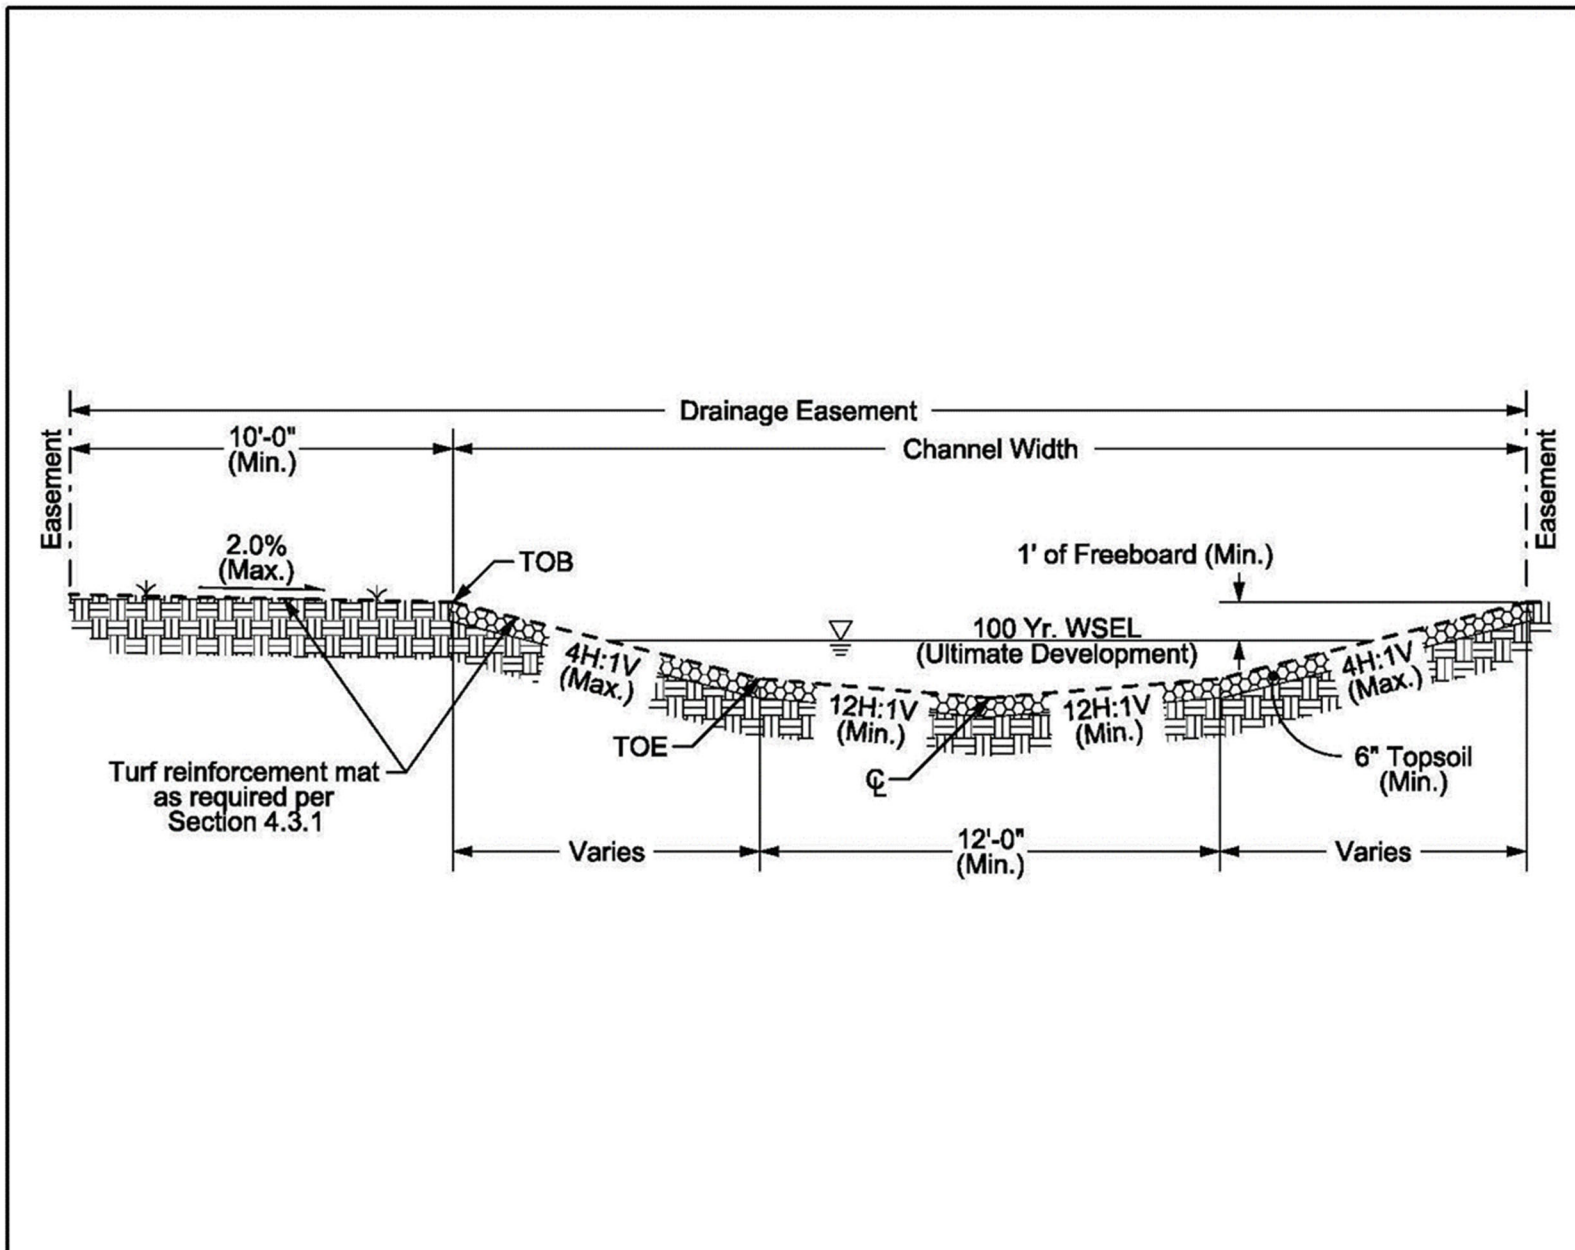 Drainage Easement
10'-0"
(Min.)
Channel Width
Easement
Easement
2.0%
(Max.)
TOB
1' of Freeboard (Min.)
100 Yr. WSEL
(Ultimate Development)
4H:1V
(Max.)
4H:1V
(Max.)
12H:1V
(Min.)
12H:1V
(Min.)
TOE
℄
6" Topsoil
(Min.)
Turf reinforcement mat
as required per
Section 4.3.1
Varies
12'-0"
(Min.)
Varies